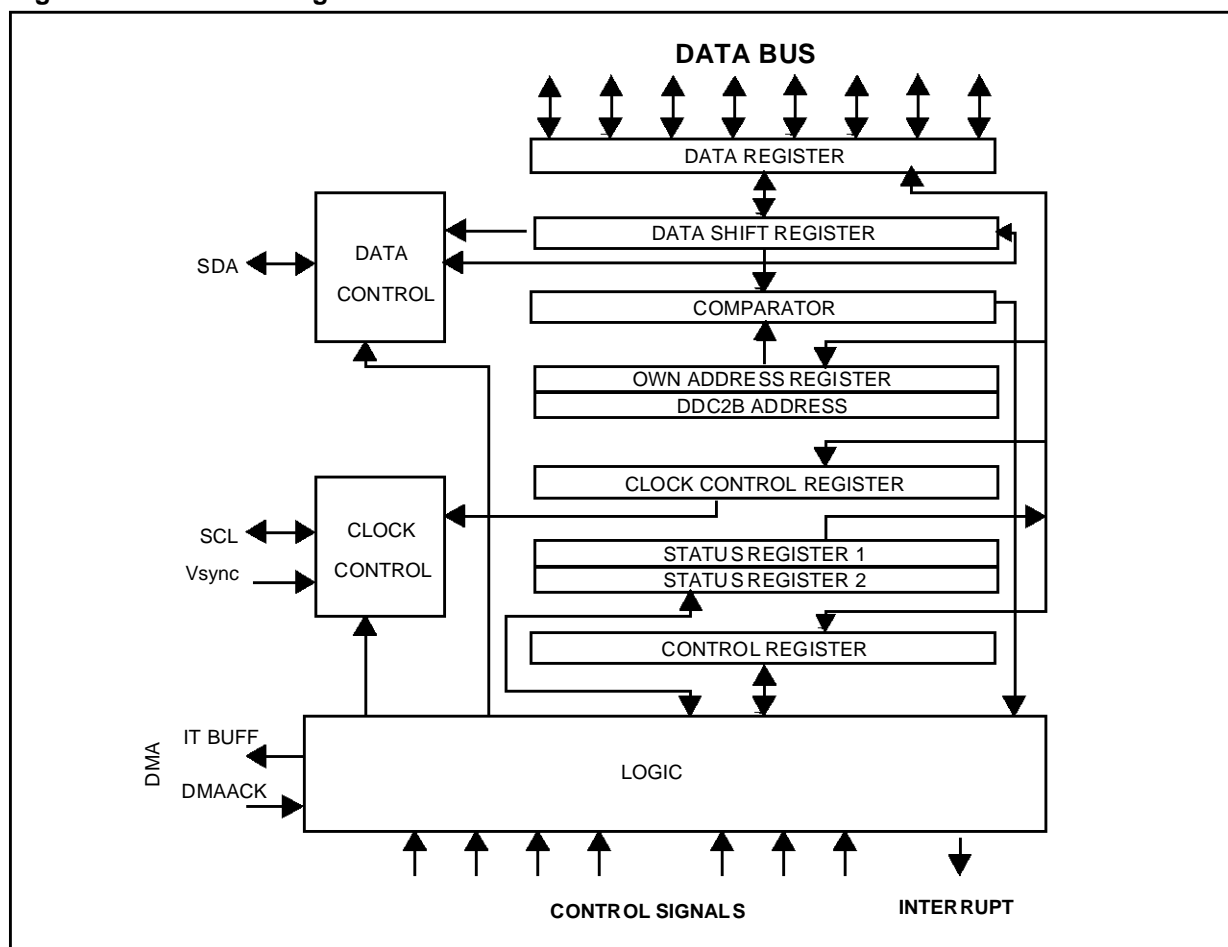 DATA BUS
DATA REGISTER
DATA SHIFT REGISTER
DATA
CONTROL
SDA
COMPARATOR
OWN ADDRESS REGISTER
DDC2B ADDRESS
CLOCK CONTROL REGISTER
CLOCK
CONTROL
SCL
Vsync
STATUS REGISTER 1
STATUS REGISTER 2
CONTROL REGISTER
DMA
IT BUFF
DMAACK
LOGIC
CONTROL SIGNALS
INTERRUPT